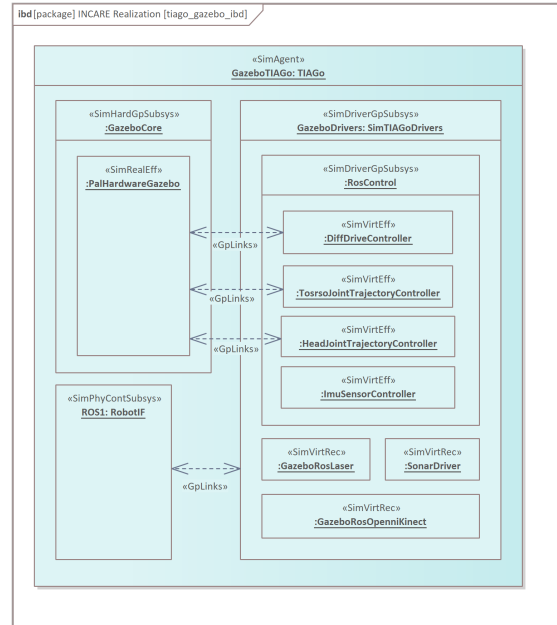 ibd [package] INCARE Realization [tiago_gazebo_ibd]
«SimAgent»
GazeboTIAGo: TIAGo
«SimHardGpSubsys»
:GazeboCore
«SimRealEff»
:PalHardwareGazebo
«SimDriverGpSubsys»
GazeboDrivers: SimTIAGoDrivers
«SimDriverGpSubsys»
:RosControl
«SimVirtEff»
:DiffDriveController
«GpLinks»
«SimVirtEff»
:TosrsoJointTrajectoryController
«GpLinks»
«SimVirtEff»
:HeadJointTrajectoryController
«GpLinks»
«SimVirtEff»
:ImuSensorController
«SimPhyContSubsys»
ROS1: RobotIF
«GpLinks»
«SimVirtRec»
:GazeboRosLaser
«SimVirtRec»
:SonarDriver
«SimVirtRec»
:GazeboRosOpenniKinect